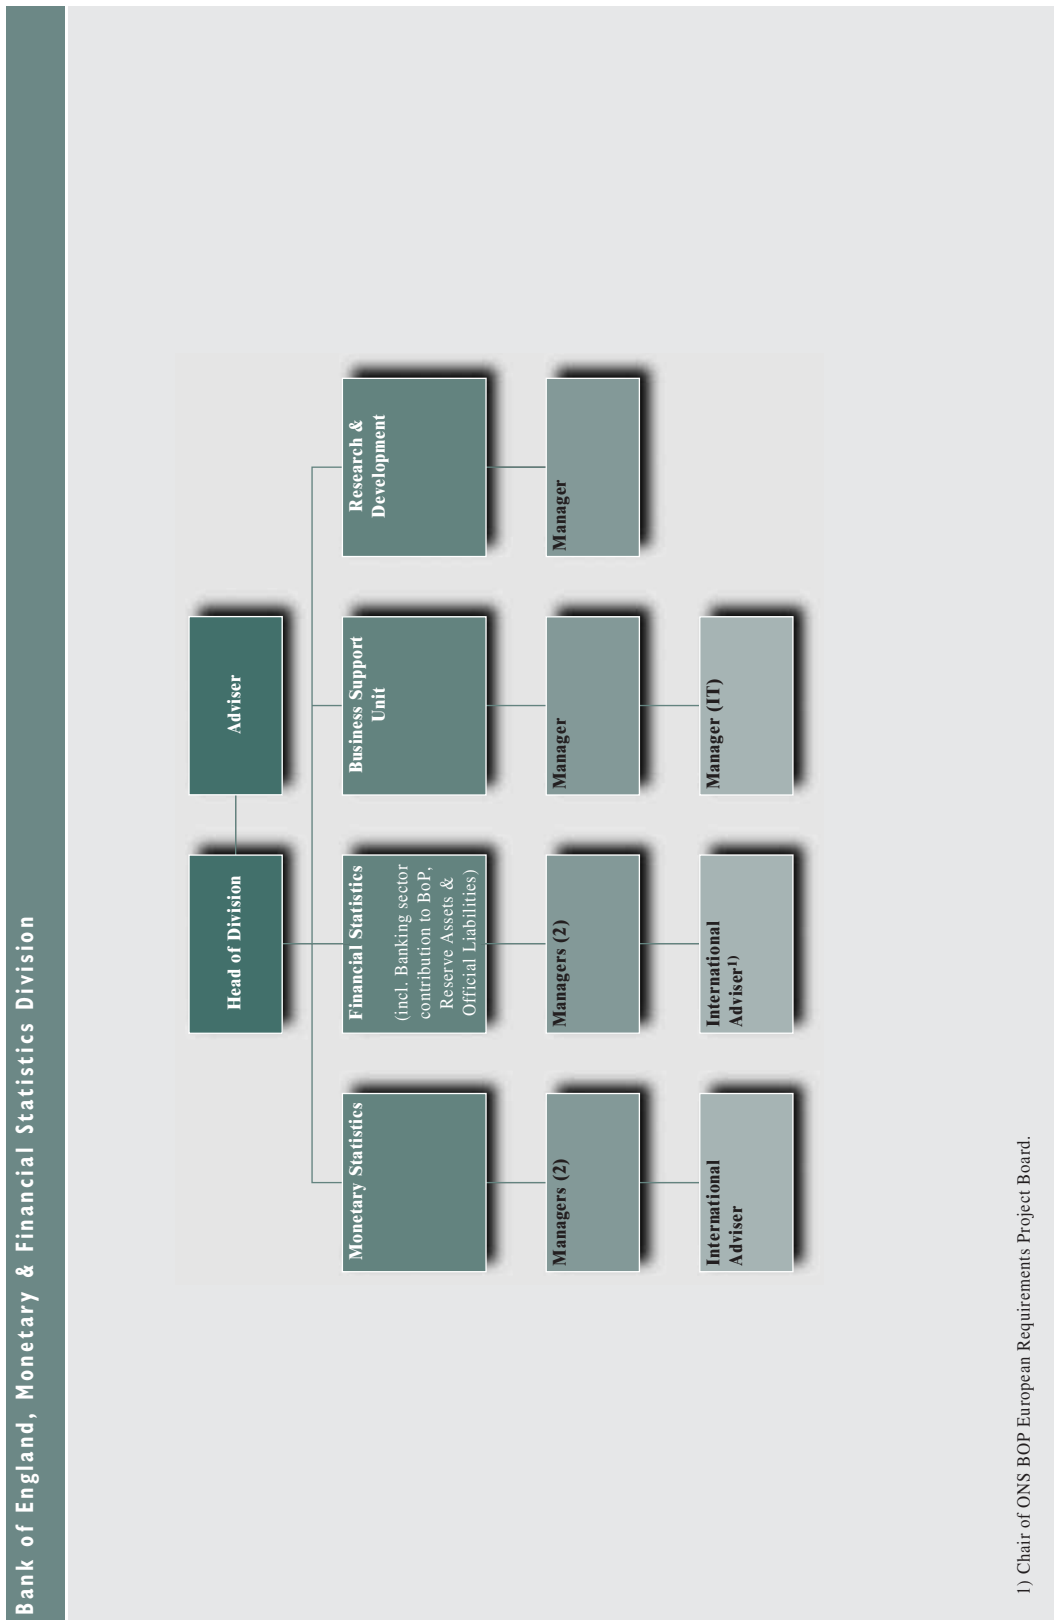 Bank of England, Monetary & Financial Statistics Division
Head of Division
Adviser
Monetary Statistics
Financial Statistics
(incl. Banking sector
contribution to BoP,
Reserve Assets &
Official Liabilities)
Business Support
Unit
Research &
Development
Managers (2)
Managers (2)
Manager
Manager
International
Adviser
International
Adviser1)
Manager (IT)
1) Chair of ONS BOP European Requirements Project Board.